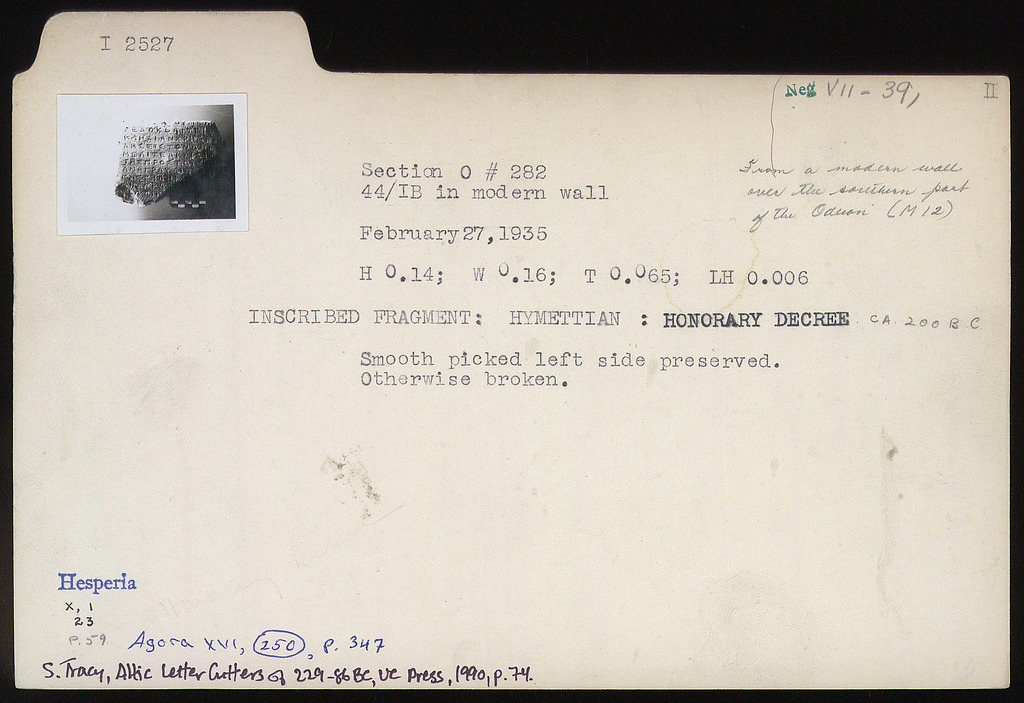 I 2527
Neg VII - 39,
II
Section O # 282
44/IB in modern wall
From a modern wall
over the southern part
of the Odeion (M 12)
February 27, 1935
H 0.14; W 0.16; T 0.065; LH 0.006
INSCRIBED FRAGMENT: HYMETTIAN : HONORARY DECREE CA. 200 B.C.
Smooth picked left side preserved.
Otherwise broken.
Hesperia
X, 1
23
P. 59
Agora XVI, 250, P. 347
S. Tracy, Attic Letter Cutters of 229-86 BC, UC Press, 1990, p. 74.